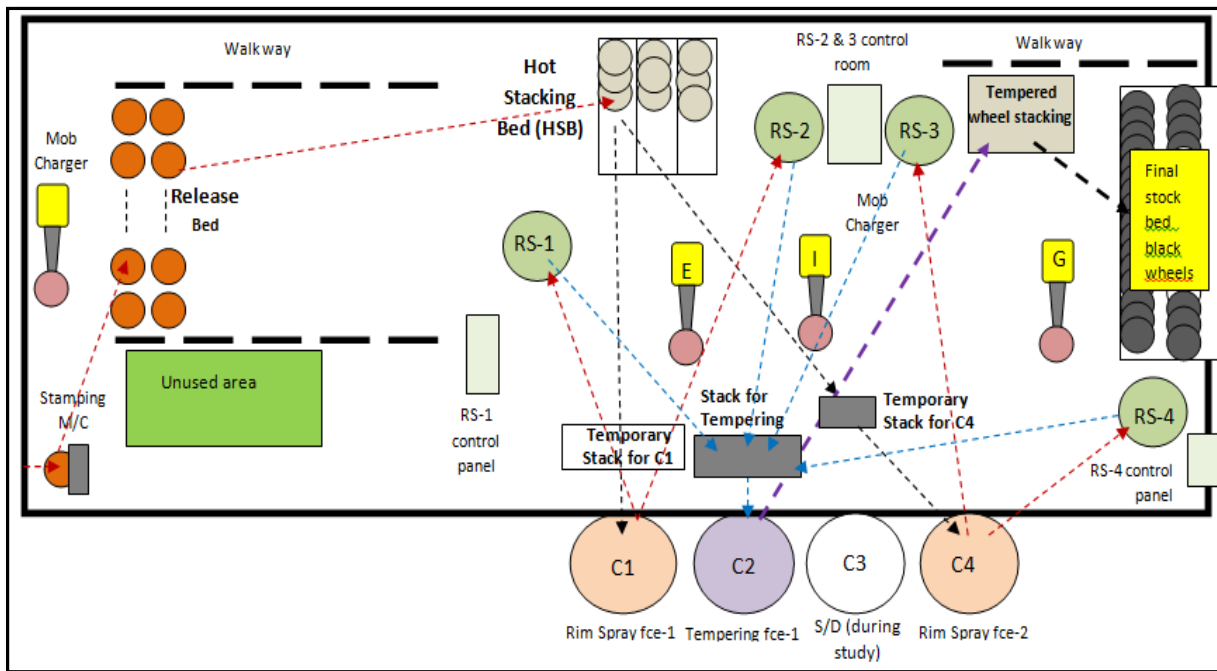 Walk way
Hot
Stacking
Bed (HSB)
RS-2 & 3 control
room
Walk way
Mob
Charger
Release
Bed
RS-2
RS-3
Tempered
wheel stacking
Final
stock
bed
black
wheels
Mob
Charger
RS-1
E
I
G
Unused area
Stamping
M/C
RS-1
control
panel
Stack for
Tempering
Temporary
Stack for C1
Temporary
Stack for C4
RS-4
RS-4 control
panel
C1
C2
C3
C4
Rim Spray fce-1
Tempering fce-1
S/D (during
study)
Rim Spray fce-2